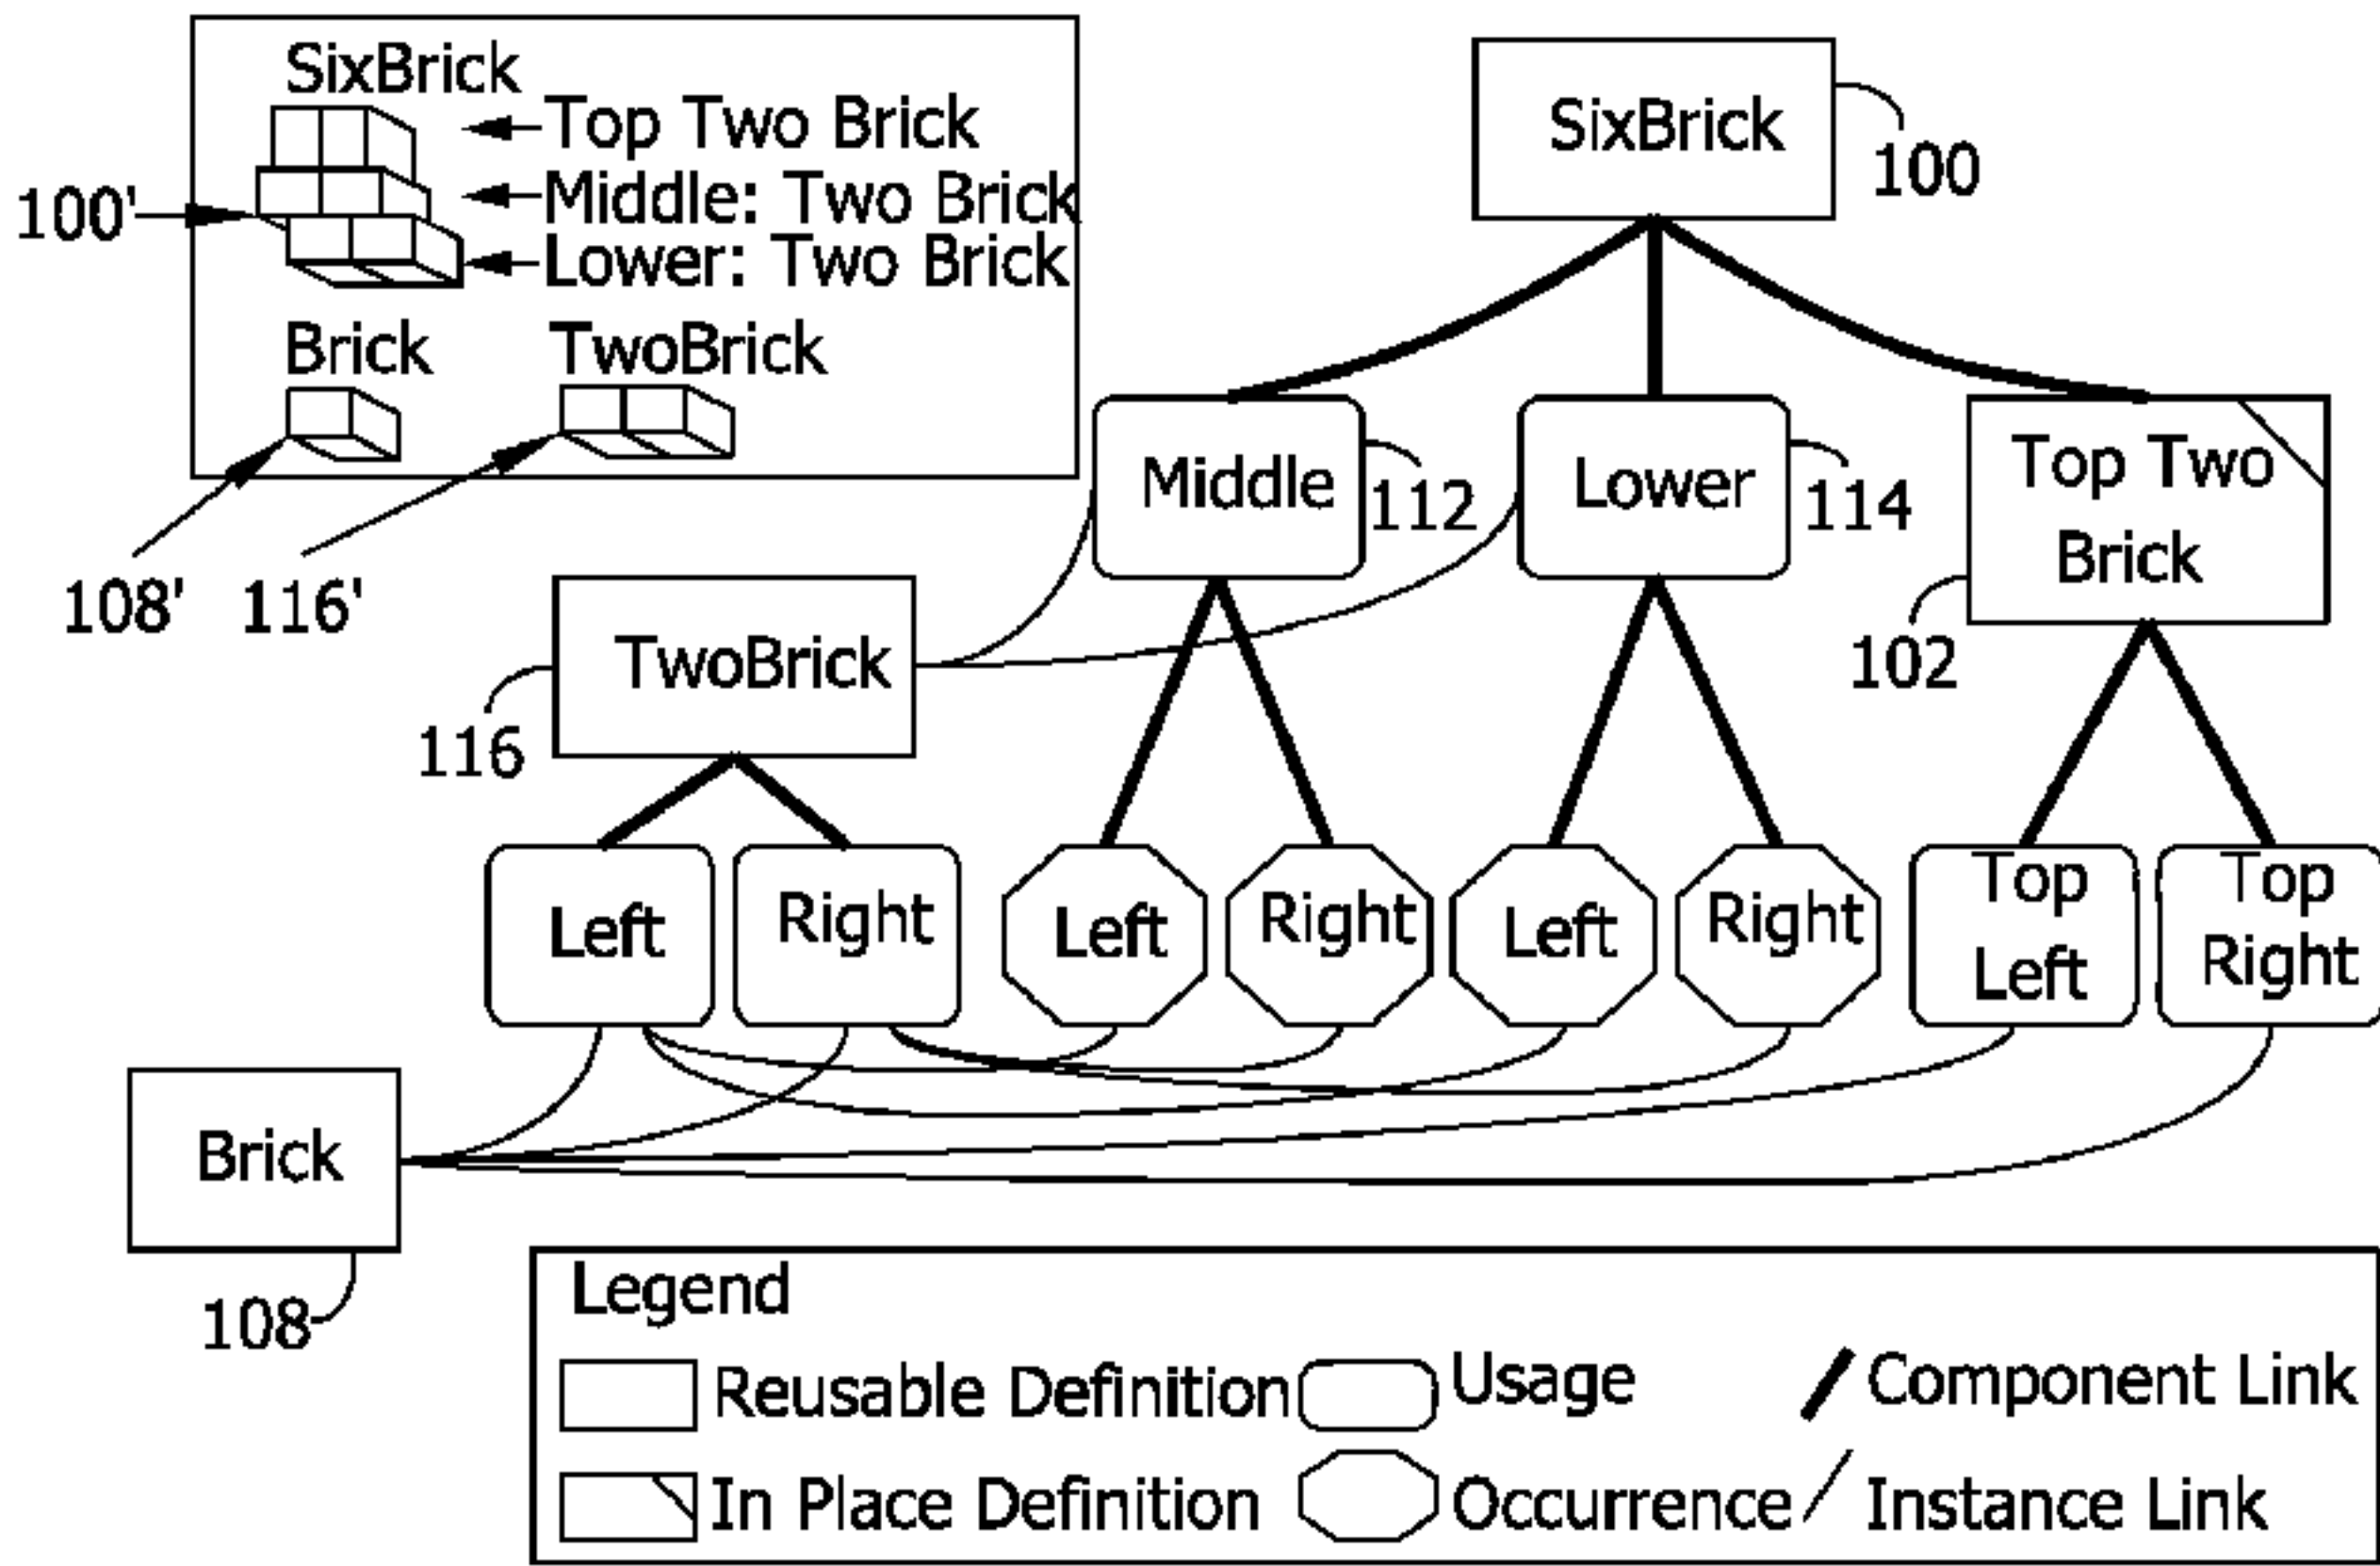 SixBrick
Top Two Brick
Middle: Two Brick
Lower: Two Brick
100'
Brick
TwoBrick
108'
116'
SixBrick
100
Middle
112
Lower
114
Top Two
Brick
102
TwoBrick
116
Left
Right
Left
Right
Left
Right
Top
Left
Top
Right
Brick
108
Legend
Reusable Definition
Usage
Component Link
In Place Definition
Occurrence
Instance Link